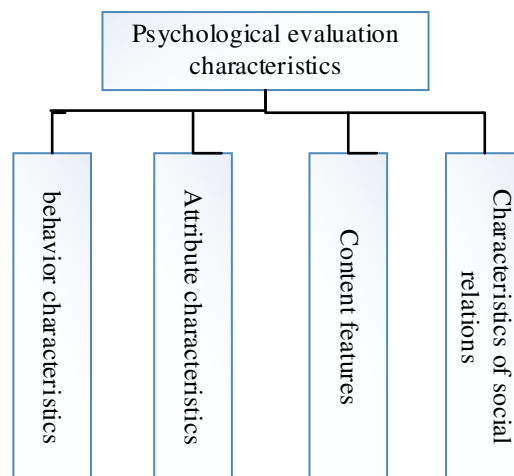 Psychological evaluation
characteristics
behavior characteristics
Attribute characteristics
Content features
Characteristics of social
relations